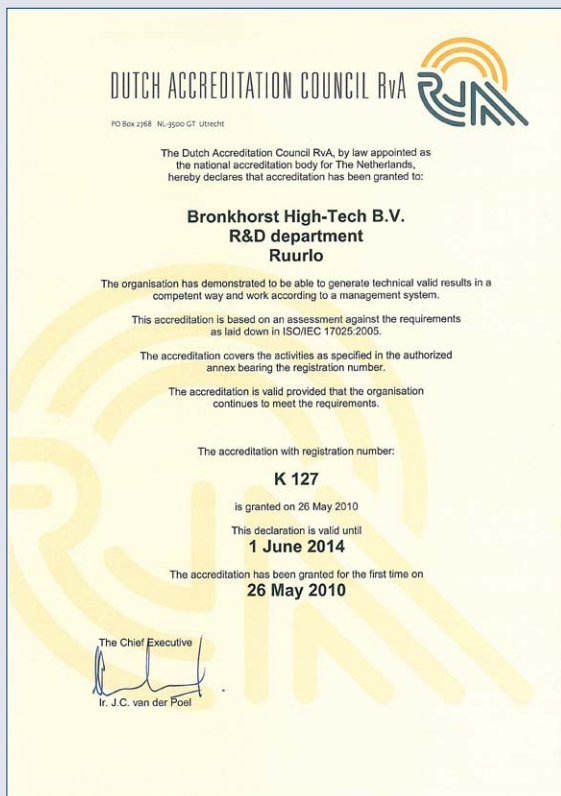 DUTCH ACCREDITATION COUNCIL RvA
RvA
PO Box 2768 NL-3500 GT Utrecht
The Dutch Accreditation Council RvA, by law appointed as
the national accreditation body for The Netherlands,
hereby declares that accreditation has been granted to:
Bronkhorst High-Tech B.V.
R&D department
Ruurlo
The organisation has demonstrated to be able to generate technical valid results in a
competent way and work according to a management system.
This accreditation is based on an assessment against the requirements
as laid down in ISO/IEC 17025:2005.
The accreditation covers the activities as specified in the authorized
annex bearing the registration number.
The accreditation is valid provided that the organisation
continues to meet the requirements.
The accreditation with registration number:
K 127
is granted on 26 May 2010
This declaration is valid until
1 June 2014
The accreditation has been granted for the first time on
26 May 2010
The Chief Executive
Ir. J.C. van der Poel